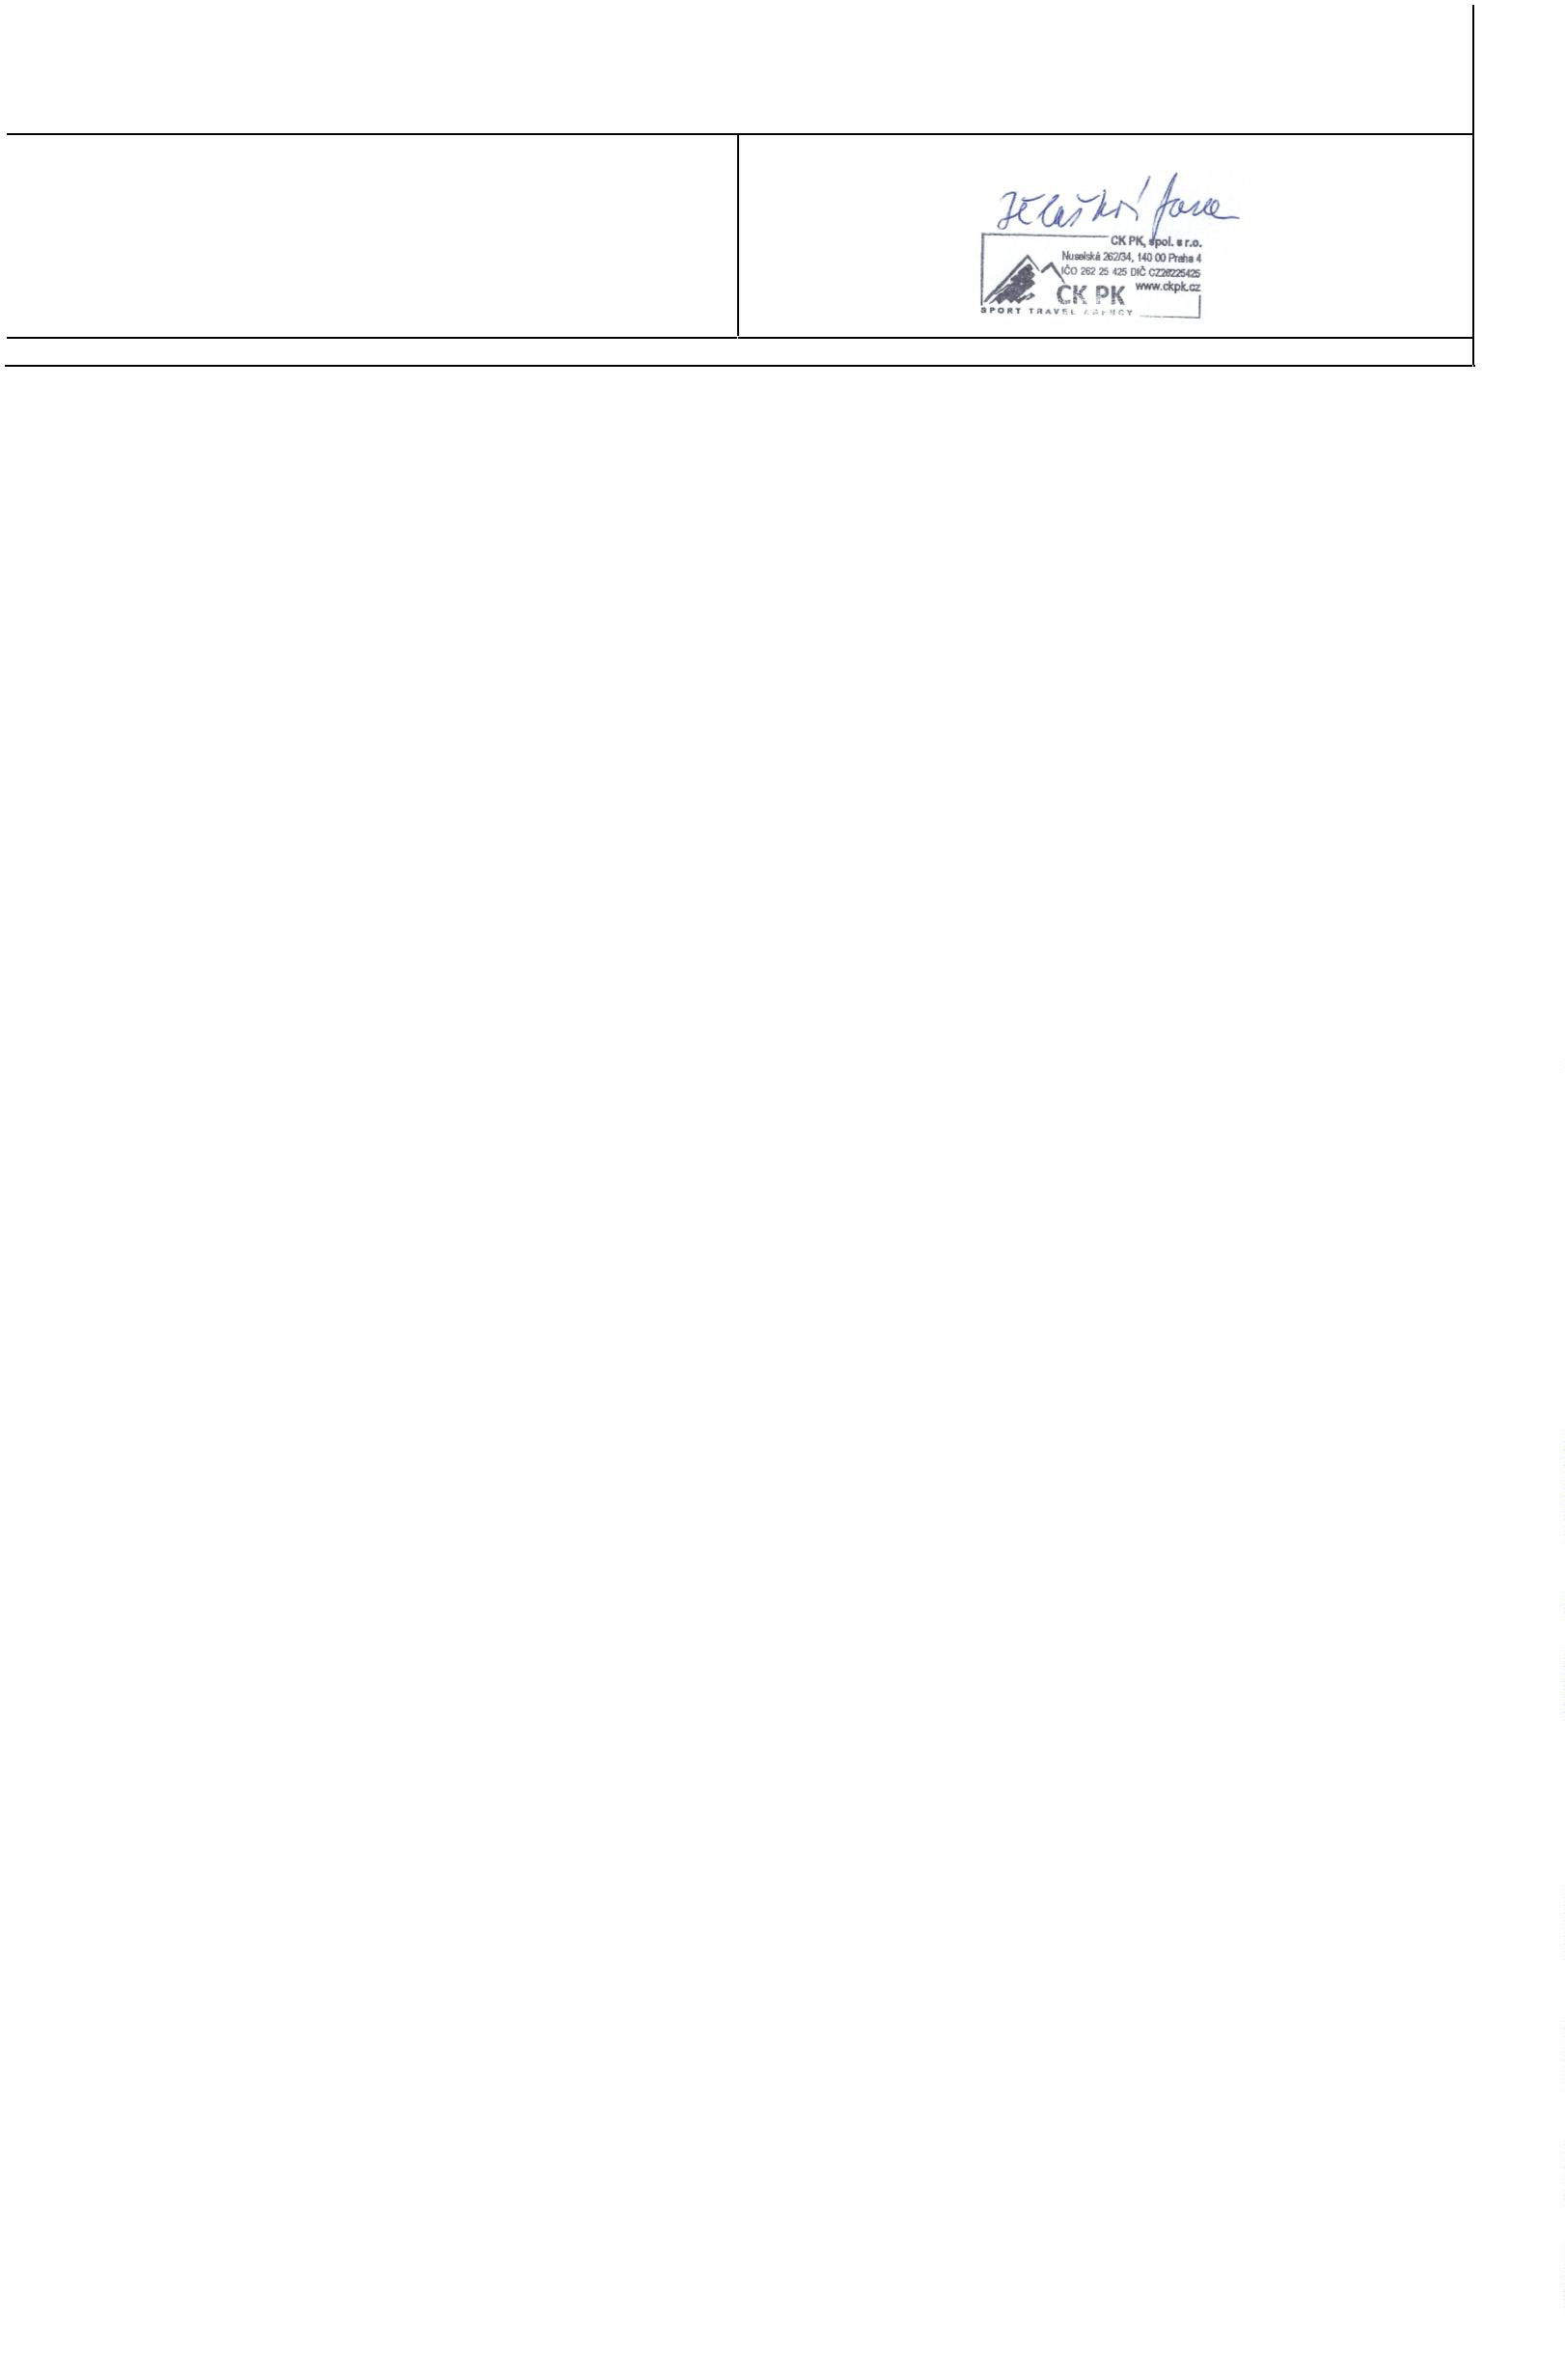 CK PK, spol. s r.o.
Nuselská 262/34, 140 00 Praha 4
IČO 262 25 425 DIČ CZ26225425
www.ckpk.cz
CK PK
SPORT TRAVEL AGENCY